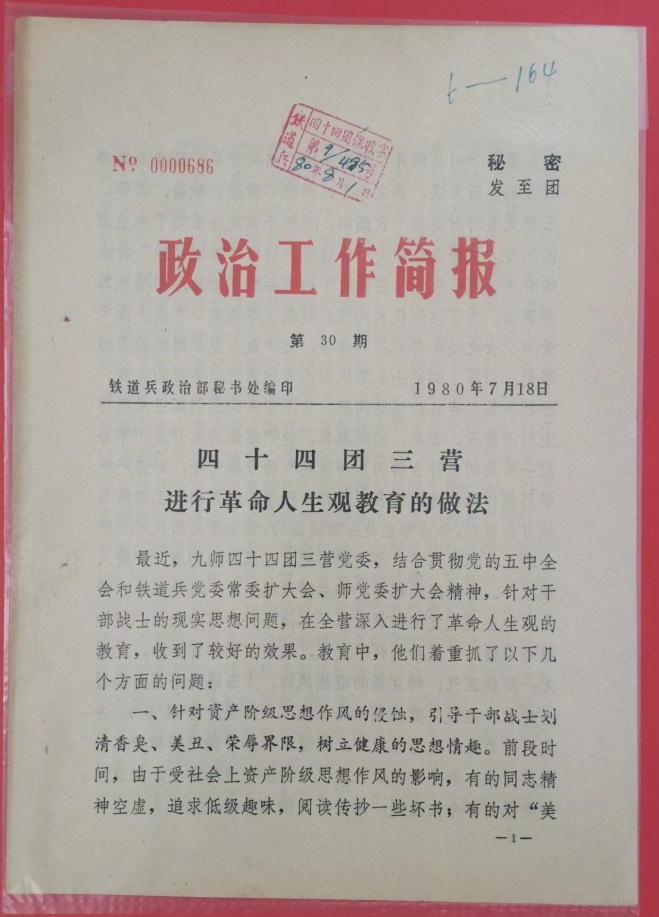 6—164
铁道兵
四十四团保收字
第9/485号
80年8月1日
№ 0000686
秘密
发至团
政治工作简报
第 30 期
铁道兵政治部秘书处编印
1980年7月18日
四十四团三营
进行革命人生观教育的做法
最近，九师四十四团三营党委，结合贯彻党的五中全
会和铁道兵党委常委扩大会、师党委扩大会精神，针对干
部战士的现实思想问题，在全营深入进行了革命人生观的
教育，收到了较好的效果。教育中，他们着重抓了以下几
个方面的问题：
一、针对资产阶级思想作风的侵蚀，引导干部战士划
清香臭、美丑、荣辱界限，树立健康的思想情趣。前段时
间，由于受社会上资产阶级思想作风的影响，有的同志精
神空虚，追求低级趣味，阅读传抄一些坏书；有的对“美
—1—